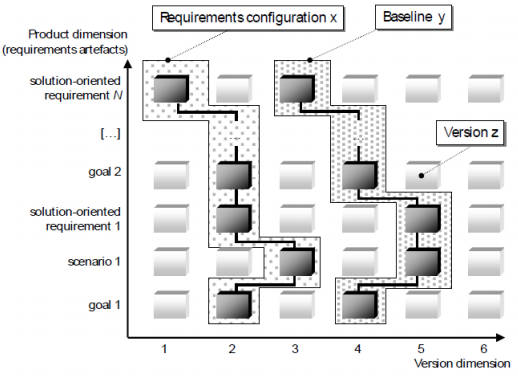 Requirements configuration x
Baseline y
Product dimension
(requirements artefacts)
solution-oriented
requirement N
[...]
Version z
goal 2
solution-oriented
requirement 1
scenario 1
goal 1
1 2 3 4 5 6
Version dimension